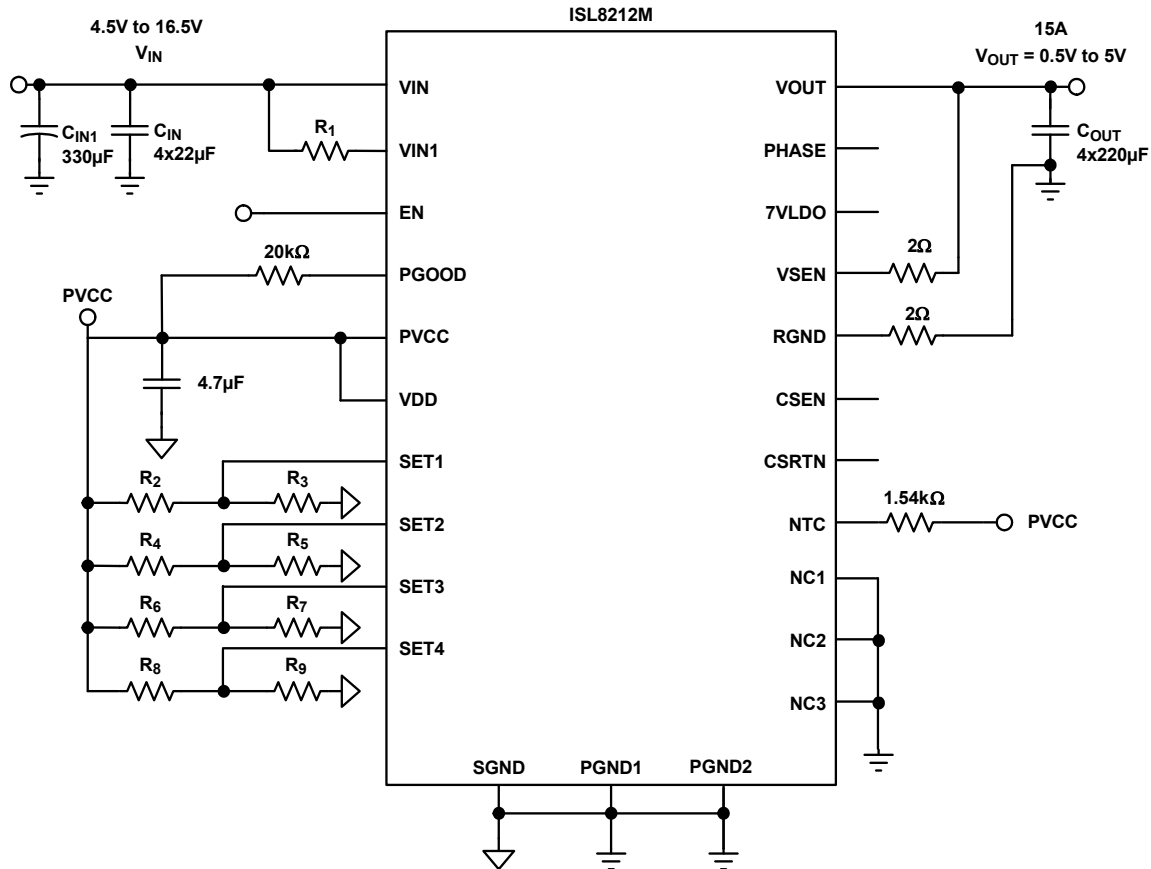 ISL8212M
4.5V to 16.5V
VIN
15A
VOUT = 0.5V to 5V
VIN
VOUT
CIN1
330µF
CIN
4x22µF
R1
VIN1
PHASE
COUT
4x220µF
EN
7VLDO
20kΩ
PGOOD
VSEN
2Ω
PVCC
PVCC
RGND
2Ω
4.7µF
VDD
CSEN
SET1
CSRTN
R2
R3
SET2
NTC
1.54kΩ
PVCC
R4
R5
SET3
NC1
R6
R7
SET4
NC2
R8
R9
NC3
SGND
PGND1
PGND2